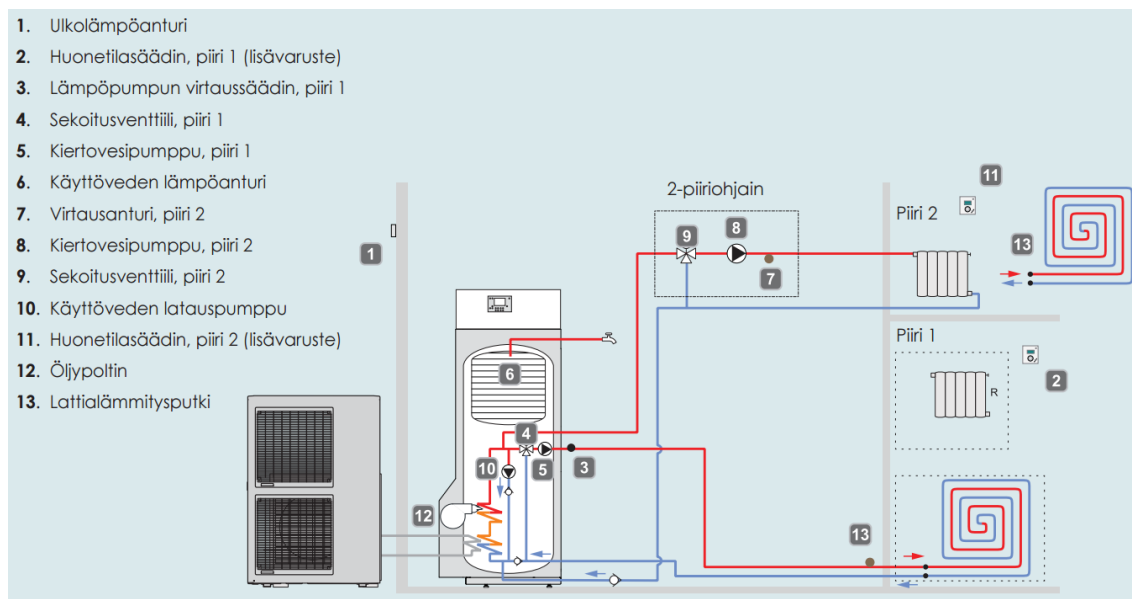 1. Ulkolämpöanturi
2. Huonetilasäädin, piiri 1 (lisävaruste)
3. Lämpöpumpun virtaussäädin, piiri 1
4. Sekoitusventtiili, piiri 1
5. Kiertovesipumppu, piiri 1
6. Käyttöveden lämpöanturi
7. Virtausanturi, piiri 2
8. Kiertovesipumppu, piiri 2
9. Sekoitusventtiili, piiri 2
10. Käyttöveden latauspumppu
11. Huonetilasäädin, piiri 2 (lisävaruste)
12. Öljypoltin
13. Lattialämmitysputki
2-piiriohjain
11
Piiri 2
8
9
13
1
7
Piiri 1
6
2
R
4
10
5
3
12
13